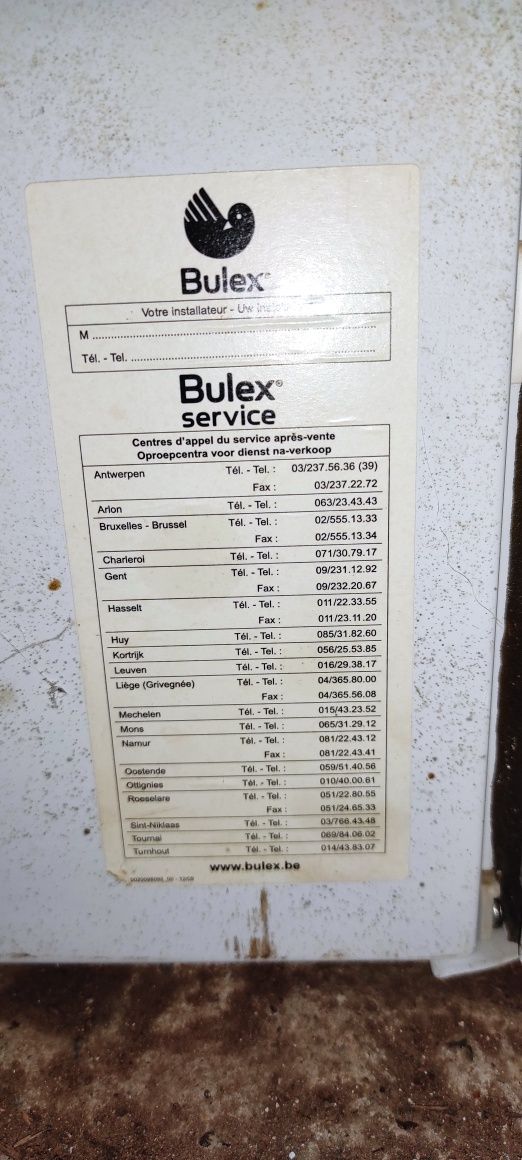 Bulex
Votre installateur - Uw
M
Tél. - Tel.
Bulex®
service
Centres d'appel du service après-vente
Oproepcentra voor dienst na-verkoop
Antwerpen Tél. - Tel. : 03/237.56.36 (39)
Fax : 03/237.22.72
Arlon Tél. - Tel. : 063/23.43.43
Bruxelles - Brussel Tél. - Tel. : 02/555.13.33
Fax : 02/555.13.34
Charleroi Tél. - Tel. : 071/30.79.17
Gent Tél. - Tel. : 09/231.12.92
Fax : 09/232.20.67
Hasselt Tél. - Tel. : 011/22.33.55
Fax : 011/23.11.20
Huy Tél. - Tel. : 085/31.82.60
Kortrijk Tél. - Tel. : 056/25.53.85
Leuven Tél. - Tel. : 016/29.38.17
Liège (Grivegnée) Tél. - Tel. : 04/365.80.00
Fax : 04/365.56.08
Mechelen Tél. - Tel. : 015/43.23.52
Mons Tél. - Tel. : 065/31.29.12
Namur Tél. - Tel. : 081/22.43.12
Fax : 081/22.43.41
Oostende Tél. - Tel. : 059/51.40.56
Ottignies Tél. - Tel. : 010/40.00.61
Roeselare Tél. - Tel. : 051/22.80.55
Fax : 051/24.65.33
Sint-Niklaas Tél. - Tel. : 03/766.43.48
Tournai Tél. - Tel. : 069/84.06.02
Turnhout Tél. - Tel. : 014/43.83.07
www.bulex.be